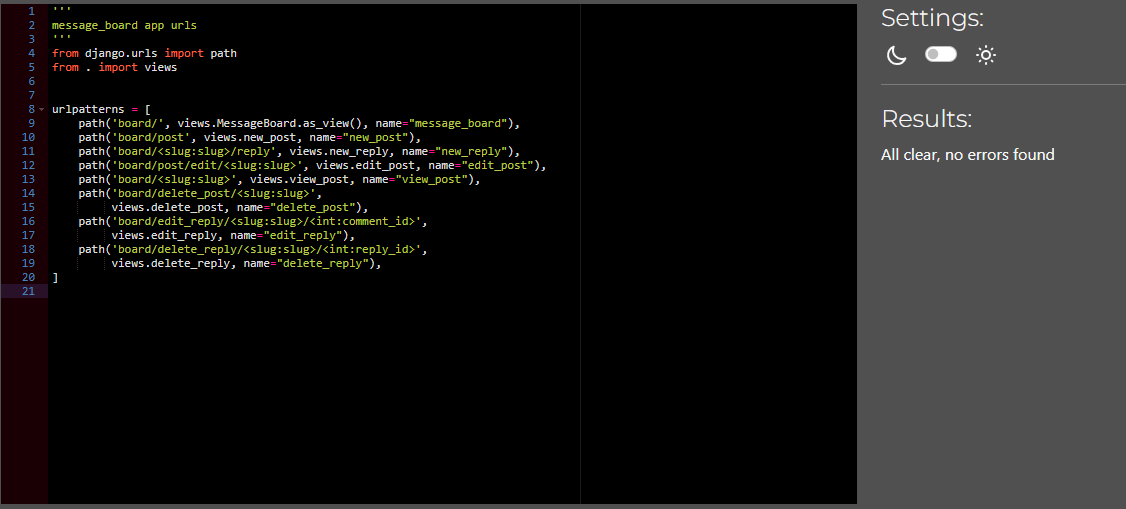 1 '''
2 message_board app urls
3 '''
4 from django.urls import path
5 from . import views
6
7
8 urlpatterns = [
9     path('board/', views.MessageBoard.as_view(), name="message_board"),
10     path('board/post', views.new_post, name="new_post"),
11     path('board/<slug:slug>/reply', views.new_reply, name="new_reply"),
12     path('board/post/edit/<slug:slug>', views.edit_post, name="edit_post"),
13     path('board/<slug:slug>', views.view_post, name="view_post"),
14     path('board/delete_post/<slug:slug>',
15          views.delete_post, name="delete_post"),
16     path('board/edit_reply/<slug:slug>/<int:comment_id>',
17          views.edit_reply, name="edit_reply"),
18     path('board/delete_reply/<slug:slug>/<int:reply_id>',
19          views.delete_reply, name="delete_reply"),
20 ]
21
Settings:
Results:
All clear, no errors found